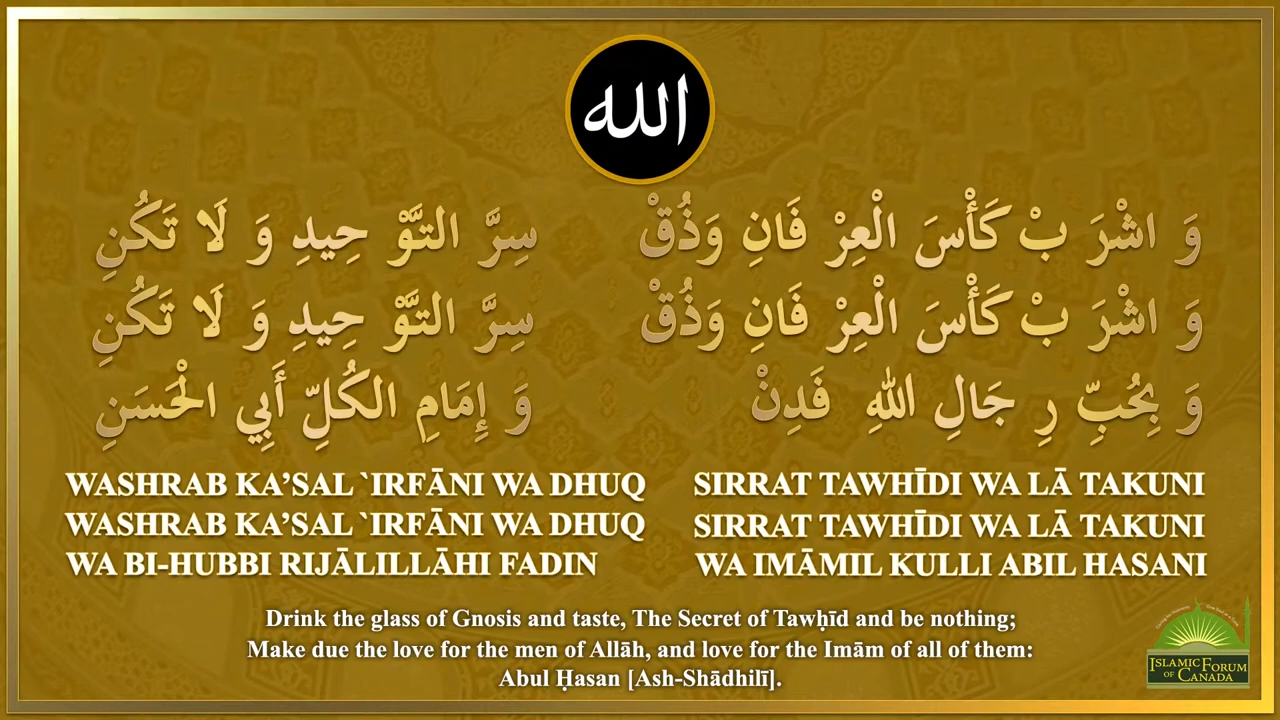 الله
وَ اشْرَ بْ كَأْسَ الْعِرْ فَانِ وَذُقْ سِرَّ التَّوْ حِيدِ وَ لَا تَكُنِ
وَ اشْرَ بْ كَأْسَ الْعِرْ فَانِ وَذُقْ سِرَّ التَّوْ حِيدِ وَ لَا تَكُنِ
وَ بِحُبِّ رِ جَالِ اللهِ فَدِنْ وَ إِمَامِ الكُلِّ أَبِي الْحَسَنِ
WASHRAB KA’SAL `IRFĀNI WA DHUQ SIRRAT TAWHĪDI WA LĀ TAKUNI
WASHRAB KA’SAL `IRFĀNI WA DHUQ SIRRAT TAWHĪDI WA LĀ TAKUNI
WA BI-HUBBI RIJĀLILLĀHI FADIN WA IMĀMIL KULLI ABIL HASANI
Drink the glass of Gnosis and taste, The Secret of Tawḥīd and be nothing;
Make due the love for the men of Allāh, and love for the Imām of all of them:
Abul Ḥasan [Ash-Shādhilī].
ISLAMIC FORUM
OF CANADA